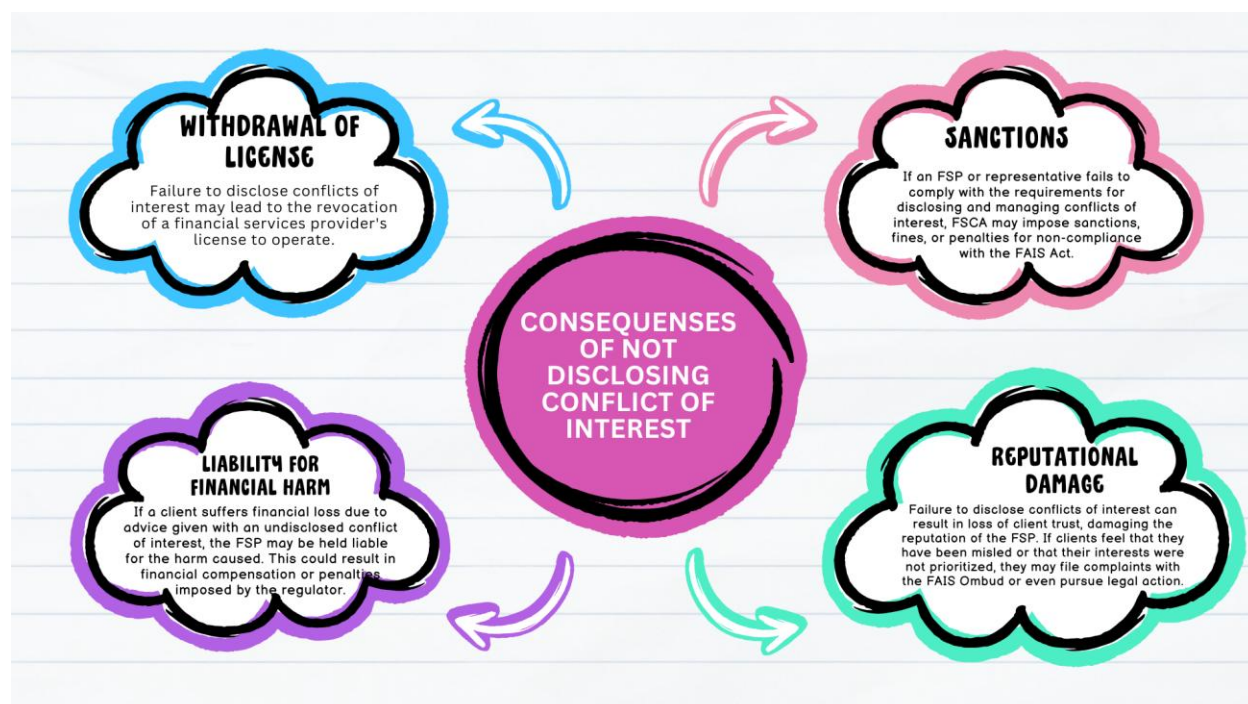 WITHDRAWAL OF
LICENSE
Failure to disclose conflicts of
interest may lead to the revocation
of a financial services provider's
license to operate.
SANCTIONS
If an FSP or representative fails to
comply with the requirements for
disclosing and managing conflicts of
interest, FSCA may impose sanctions,
fines, or penalties for non-compliance
with the FAIS Act.
CONSEQUENSES
OF NOT
DISCLOSING
CONFLICT OF
INTEREST
LIABILITY FOR
FINANCIAL HARM
If a client suffers financial loss due to
advice given with an undisclosed conflict
of interest, the FSP may be held liable
for the harm caused. This could result in
financial compensation or penalties
imposed by the regulator.
REPUTATIONAL
DAMAGE
Failure to disclose conflicts of interest can
result in loss of client trust, damaging the
reputation of the FSP. If clients feel that they
have been misled or that their interests were
not prioritized, they may file complaints with
the FAIS Ombud or even pursue legal action.